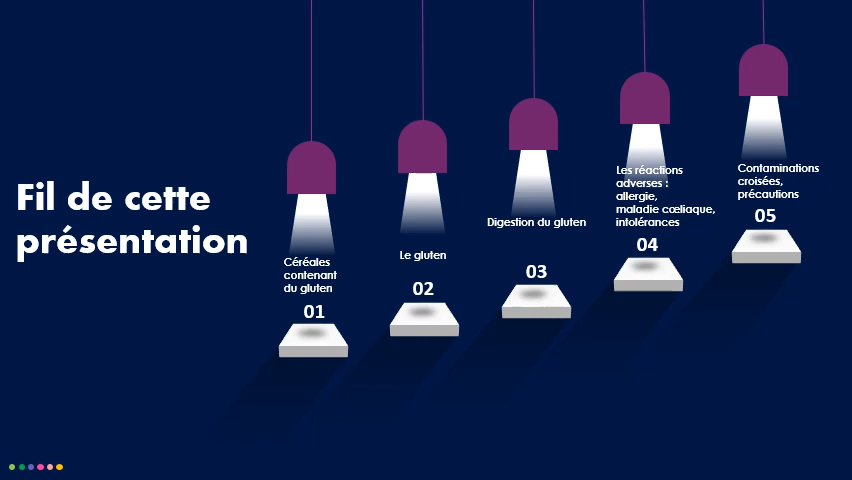 Fil de cette
présentation
Céréales
contenant
du gluten
01
Le gluten
02
Digestion du gluten
03
Les réactions
adverses :
allergie,
maladie cœliaque,
intolérances
04
Contaminations
croisées,
précautions
05